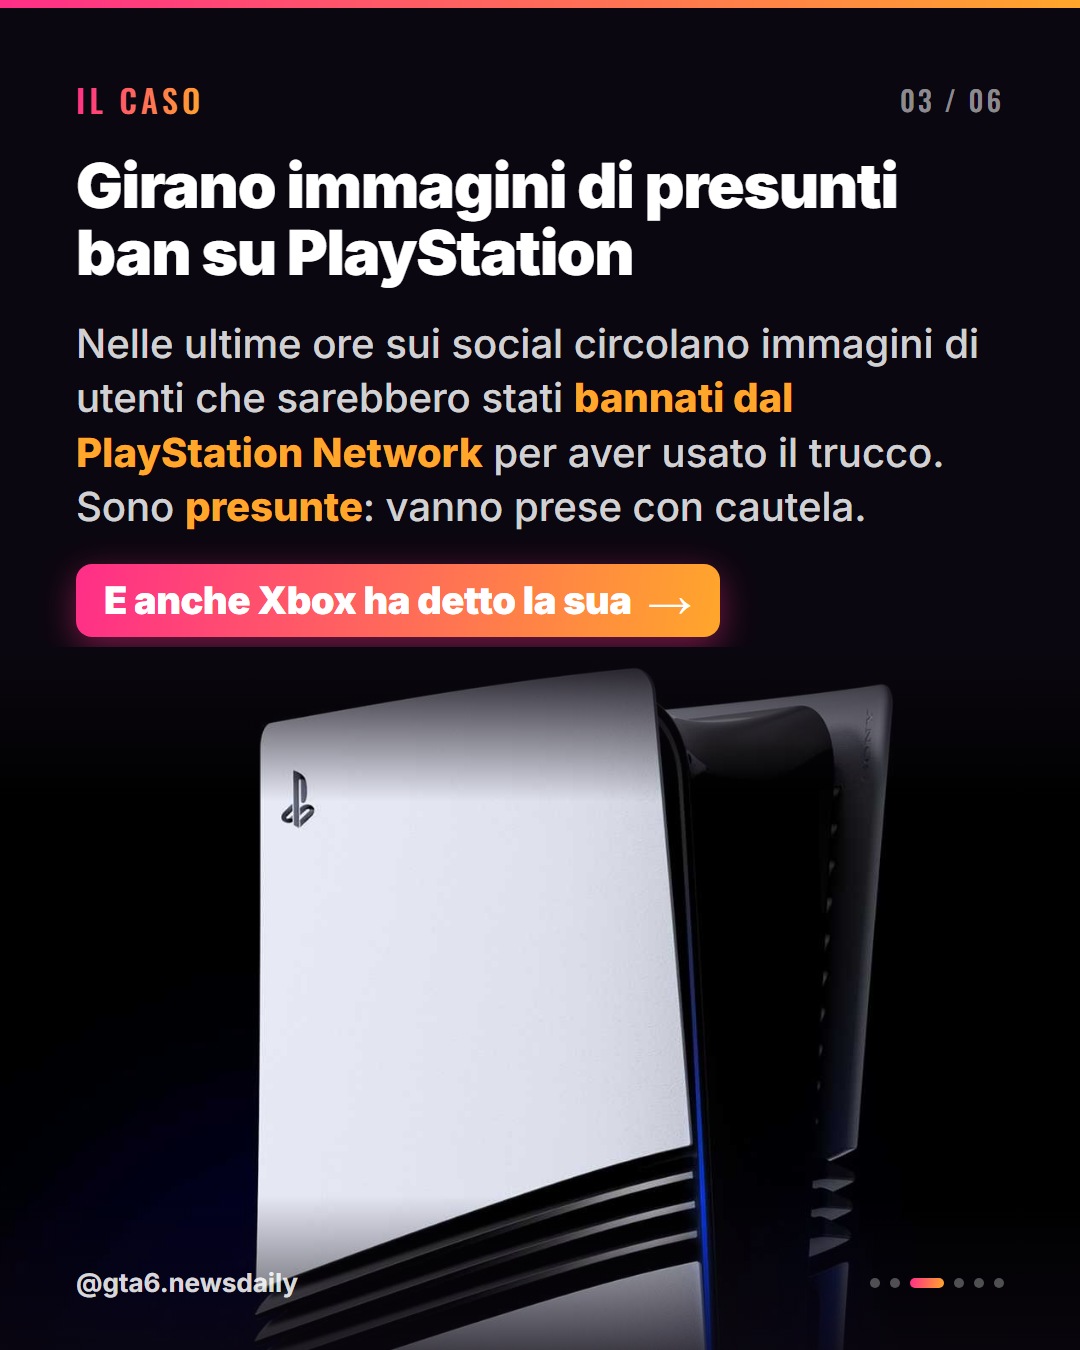 IL CASO
03 / 06
Girano immagini di presunti
ban su PlayStation
Nelle ultime ore sui social circolano immagini di
utenti che sarebbero stati bannati dal
PlayStation Network per aver usato il trucco.
Sono presunte: vanno prese con cautela.
E anche Xbox ha detto la sua →
SONY
@gta6.newsdaily